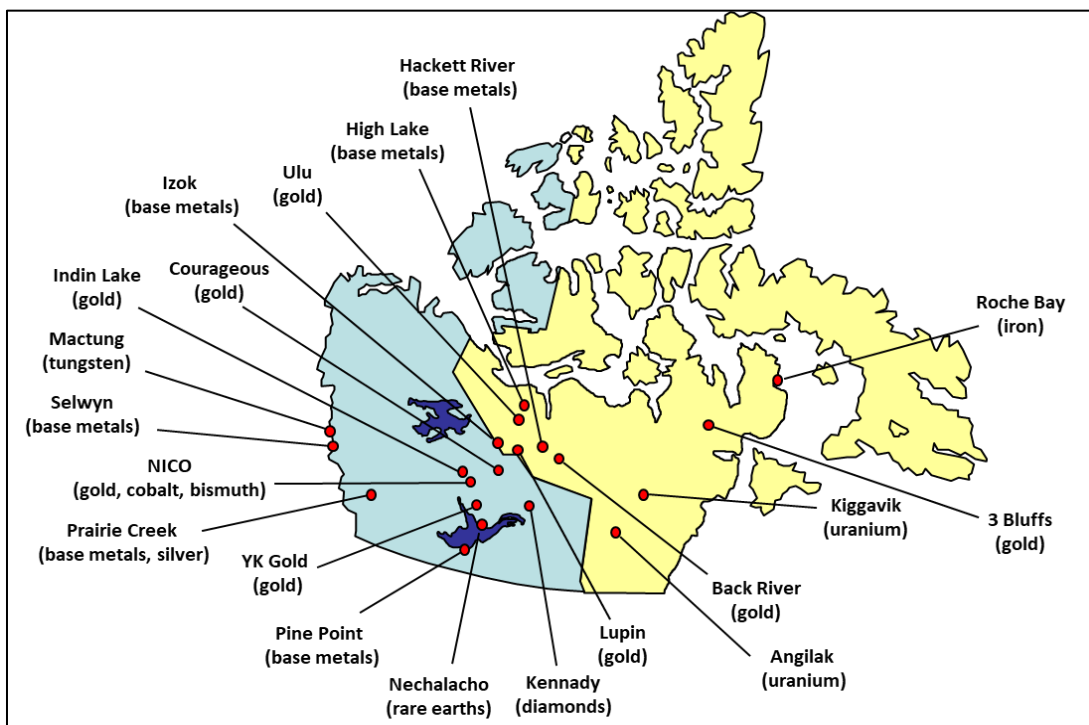 Hackett River
(base metals)
High Lake
(base metals)
Ulu
(gold)
Izok
(base metals)
Courageous
(gold)
Indin Lake
(gold)
Mactung
(tungsten)
Selwyn
(base metals)
NICO
(gold, cobalt, bismuth)
Prairie Creek
(base metals, silver)
YK Gold
(gold)
Pine Point
(base metals)
Nechalacho
(rare earths)
Kennady
(diamonds)
Lupin
(gold)
Angilak
(uranium)
Back River
(gold)
Kiggavik
(uranium)
3 Bluffs
(gold)
Roche Bay
(iron)